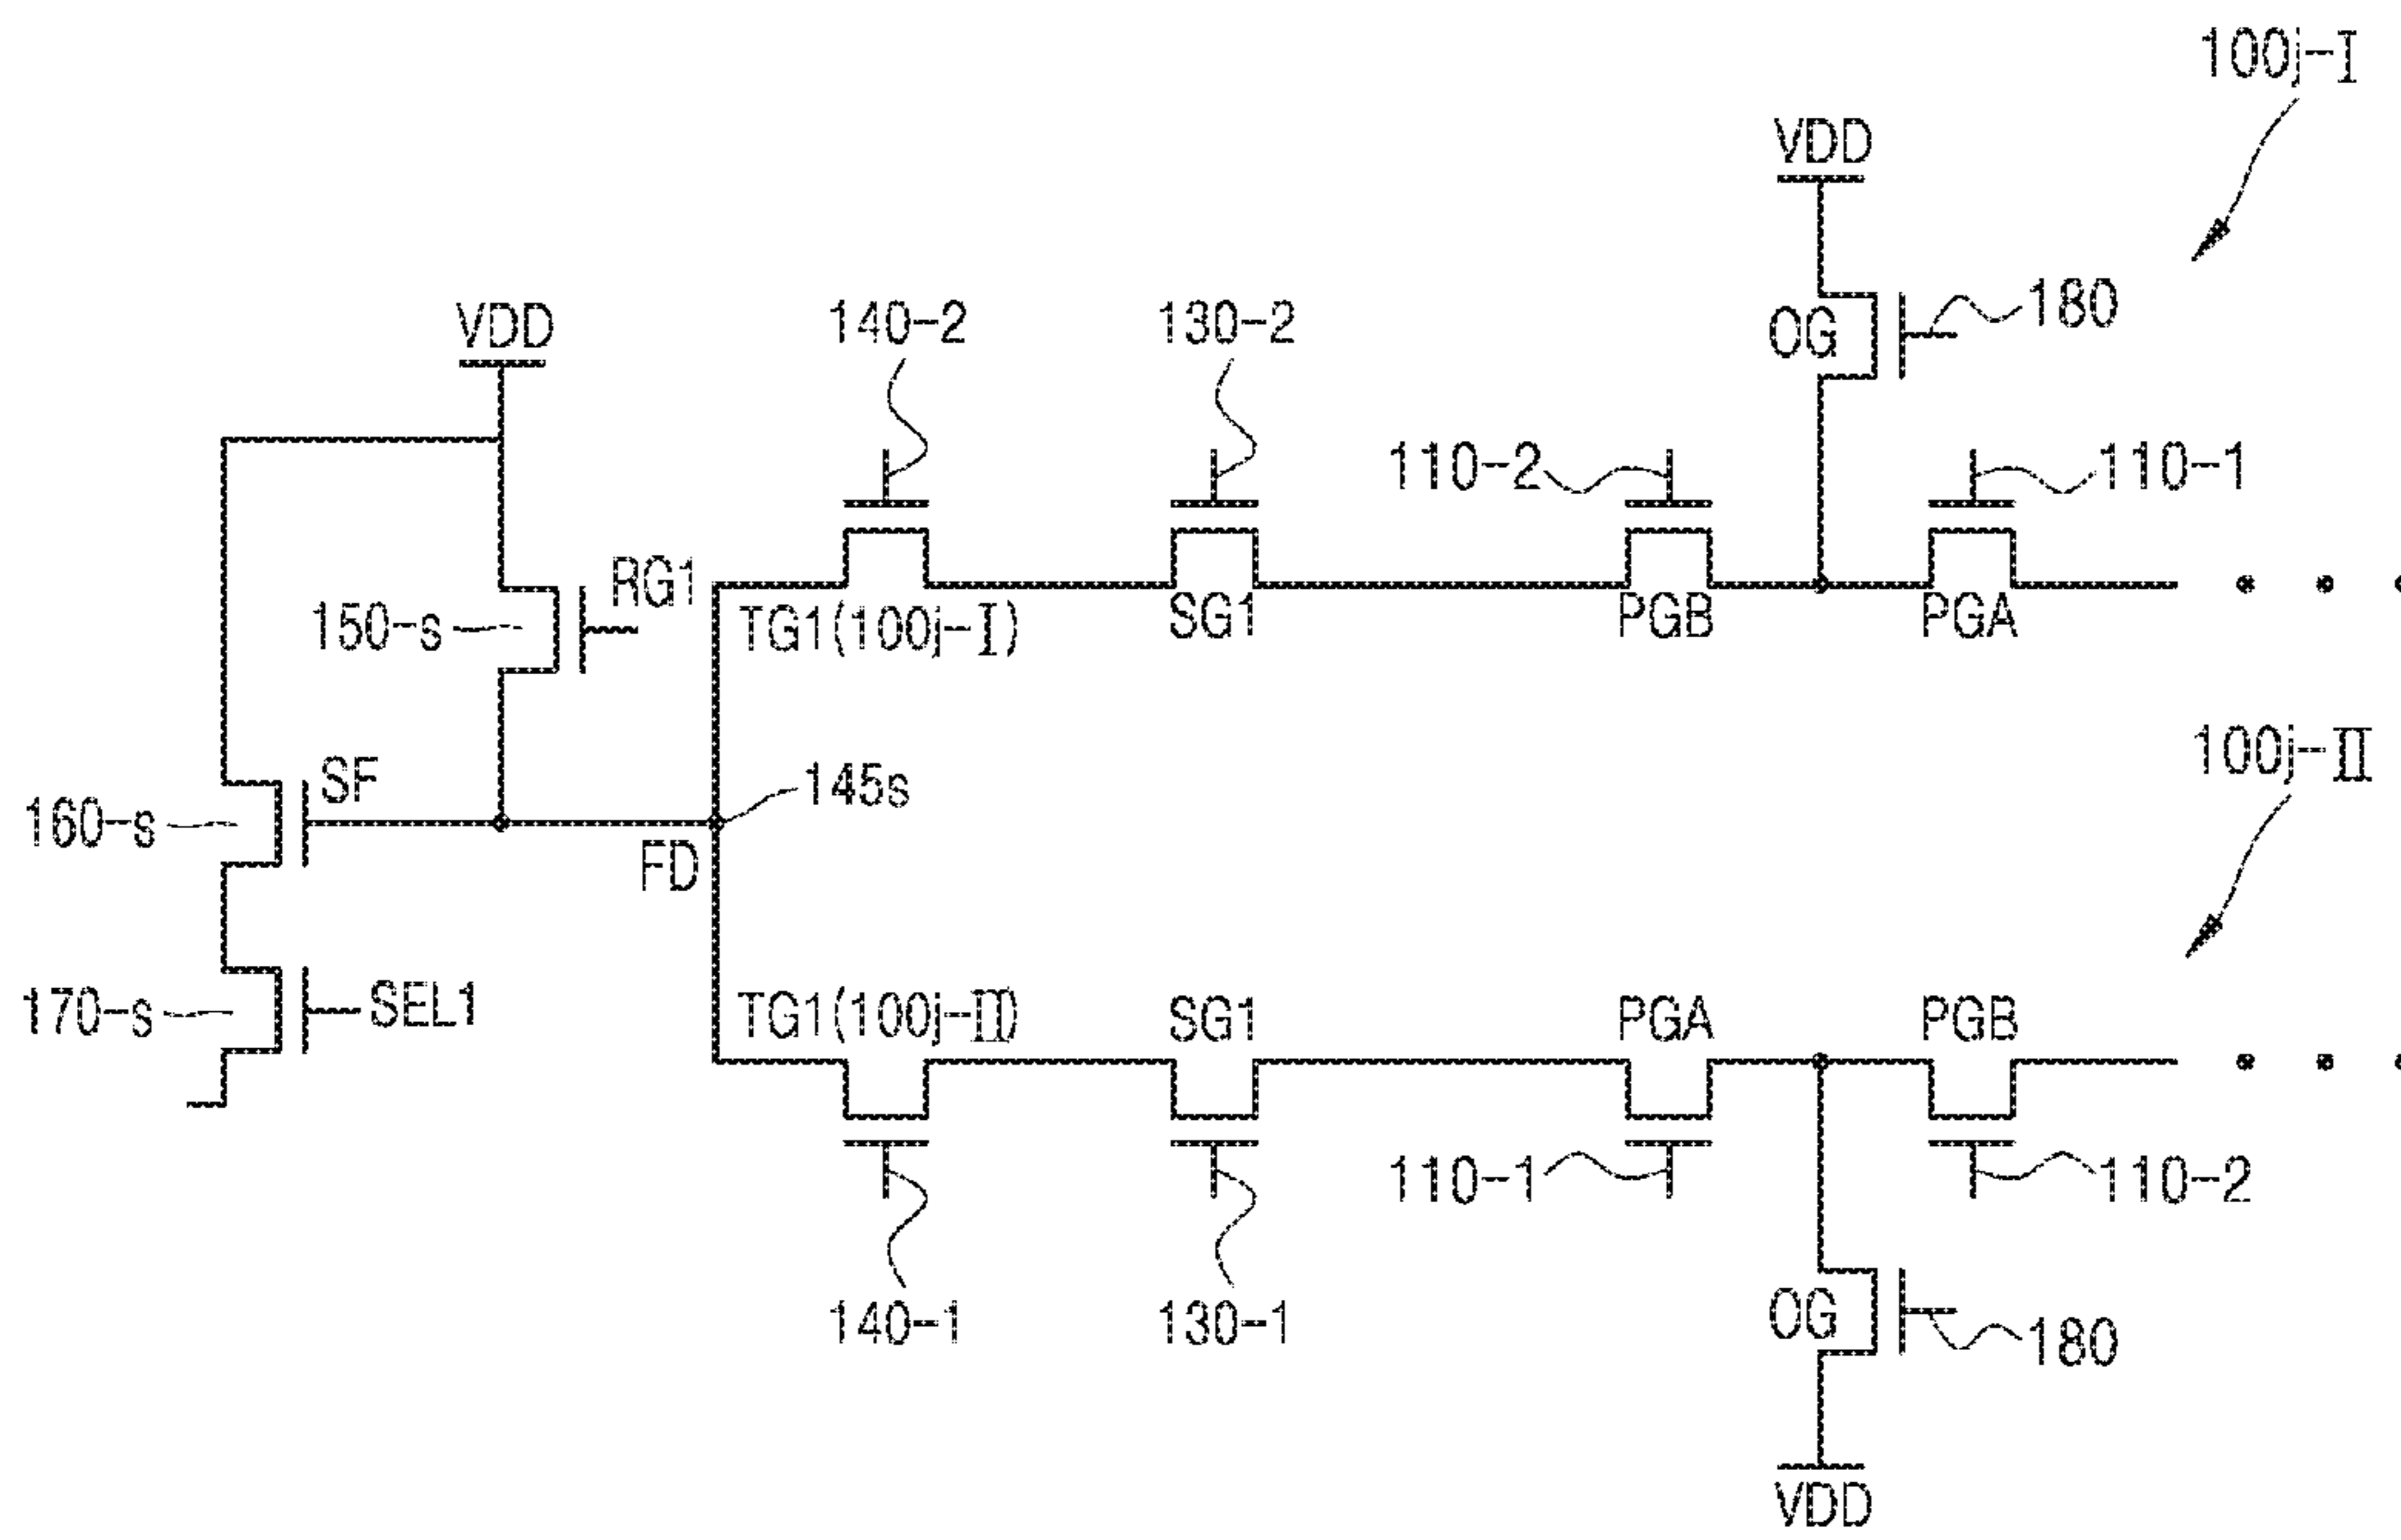 100j-I
VDD
OG
180
VDD
140-2
130-2
110-2
110-1
RG1
150-s
TG1(100j-I)
SG1
PGB
PGA
100j-II
SF
145s
160-s
FD
170-s
SEL1
TG1(100j-II)
SG1
PGA
PGB
110-1
110-2
140-1
130-1
OG
180
VDD